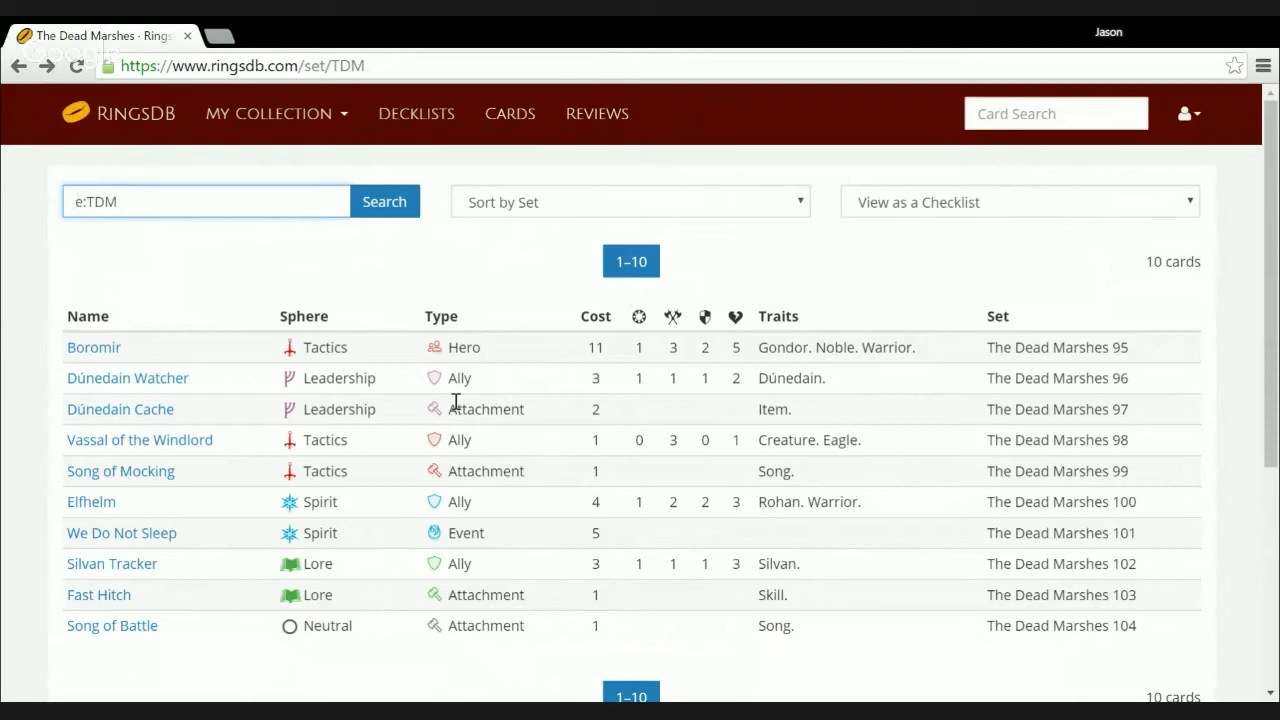 The Dead Marshes · Rings
Jason
Google
https://www.ringsdb.com/set/TDM
RINGSDB MY COLLECTION DECKLISTS CARDS REVIEWS Card Search
e:TDM Search Sort by Set View as a Checklist
1–10 10 cards
Name Sphere Type Cost Traits Set
Boromir Tactics Hero 11 1 3 2 5 Gondor. Noble. Warrior. The Dead Marshes 95
Dúnedain Watcher Leadership Ally 3 1 1 1 2 Dúnedain. The Dead Marshes 96
Dúnedain Cache Leadership Attachment 2 Item. The Dead Marshes 97
Vassal of the Windlord Tactics Ally 1 0 3 0 1 Creature. Eagle. The Dead Marshes 98
Song of Mocking Tactics Attachment 1 Song. The Dead Marshes 99
Elfhelm Spirit Ally 4 1 2 2 3 Rohan. Warrior. The Dead Marshes 100
We Do Not Sleep Spirit Event 5 The Dead Marshes 101
Silvan Tracker Lore Ally 3 1 1 1 3 Silvan. The Dead Marshes 102
Fast Hitch Lore Attachment 1 Skill. The Dead Marshes 103
Song of Battle Neutral Attachment 1 Song. The Dead Marshes 104
1–10 10 cards